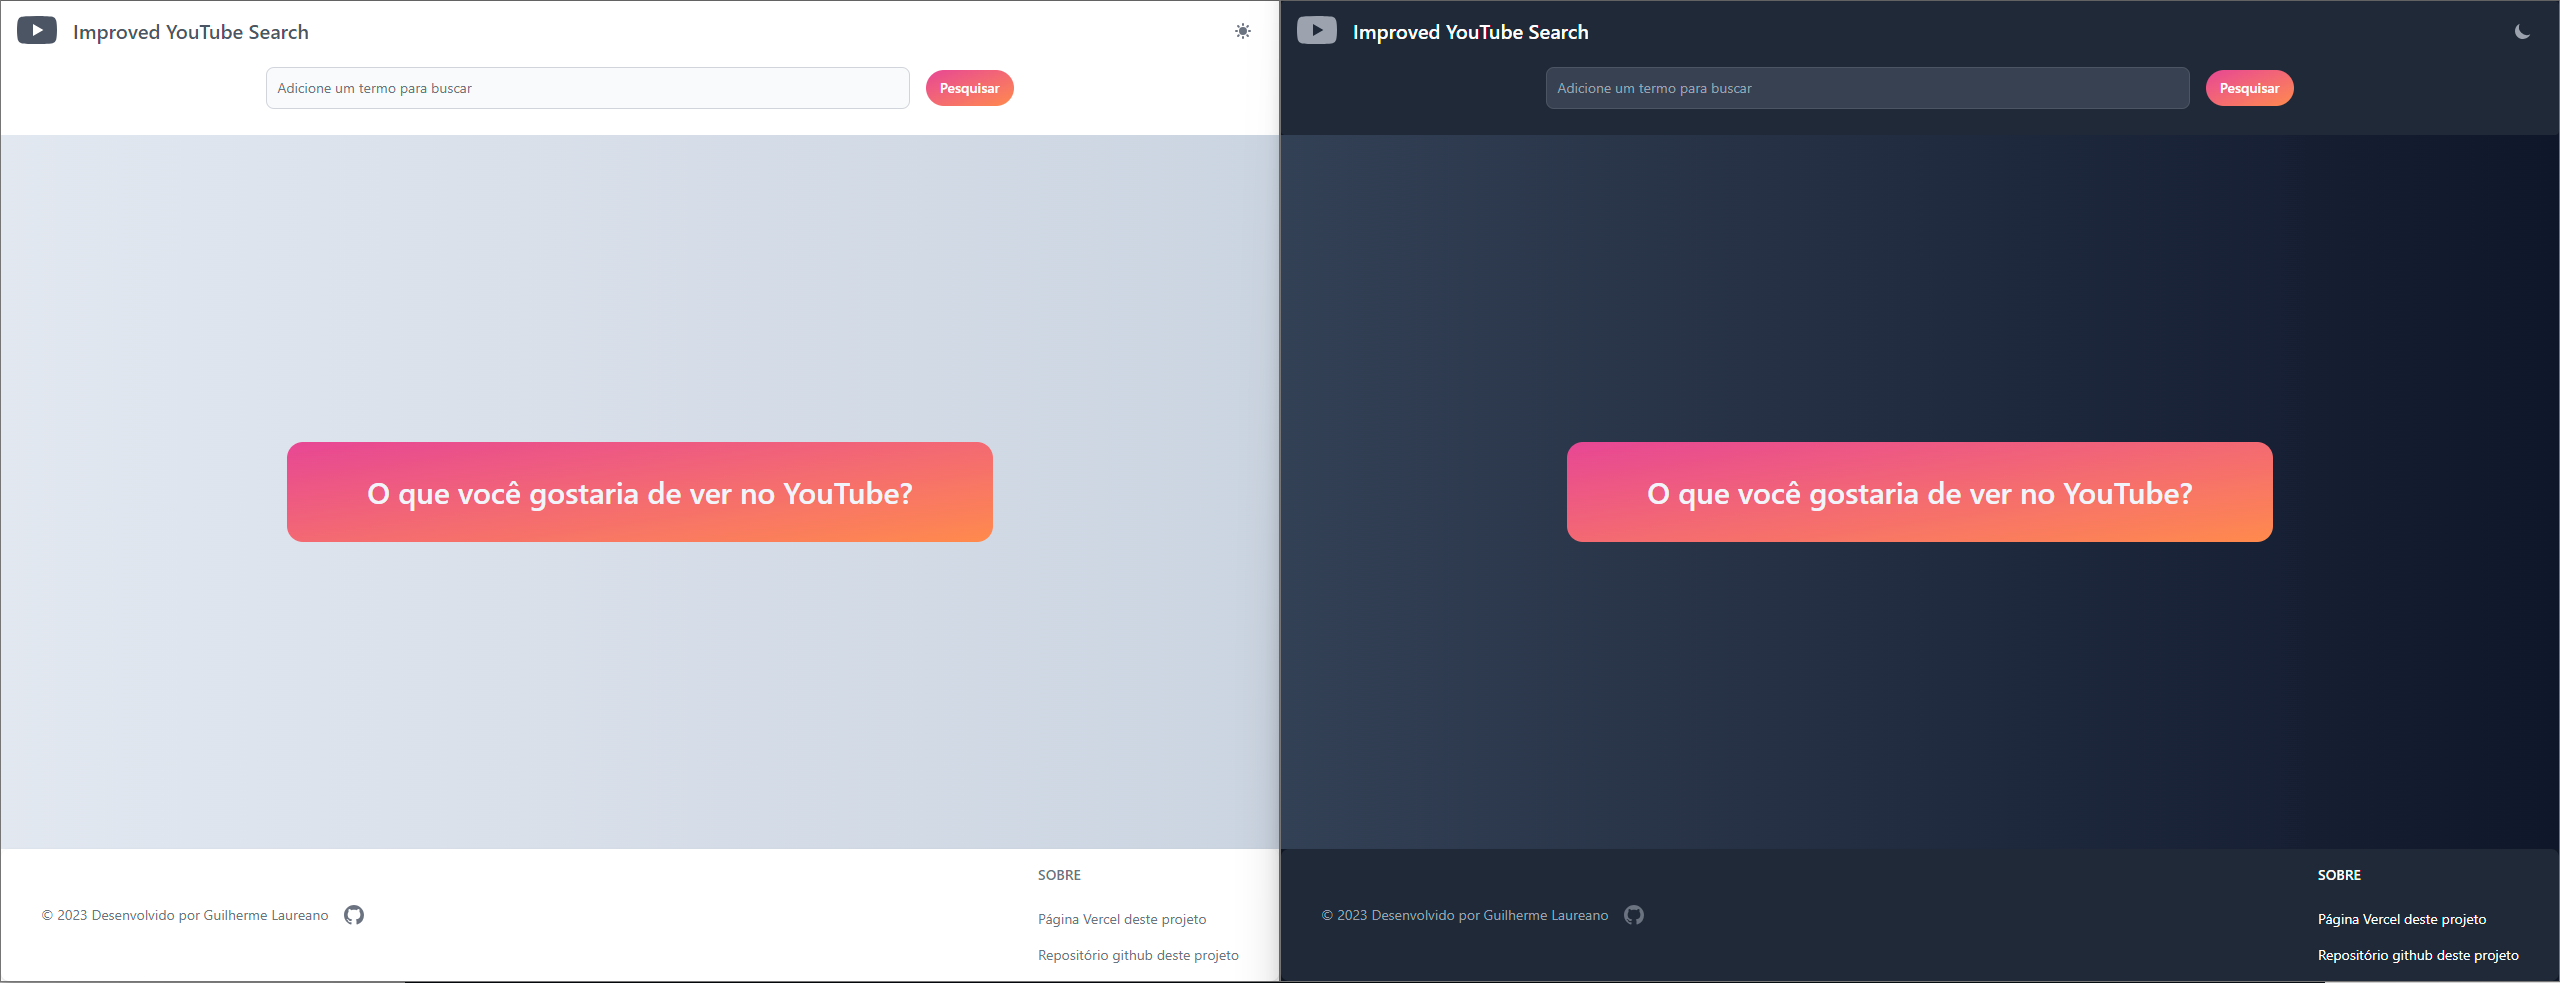 Improved YouTube Search
Adicione um termo para buscar
Pesquisar
O que você gostaria de ver no YouTube?
© 2023 Desenvolvido por Guilherme Laureano
SOBRE
Página Vercel deste projeto
Repositório github deste projeto
Improved YouTube Search
Adicione um termo para buscar
Pesquisar
O que você gostaria de ver no YouTube?
© 2023 Desenvolvido por Guilherme Laureano
SOBRE
Página Vercel deste projeto
Repositório github deste projeto